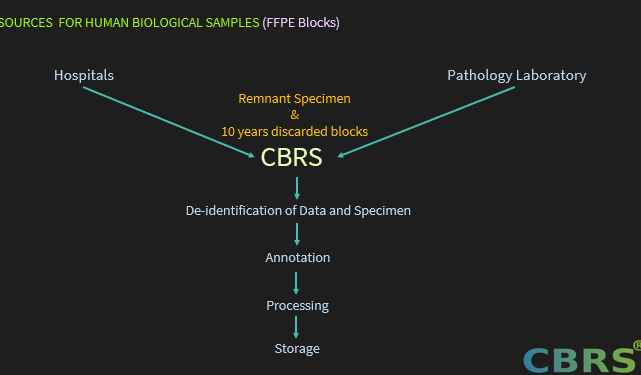 SOURCES FOR HUMAN BIOLOGICAL SAMPLES (FFPE Blocks)
Hospitals
Pathology Laboratory
Remnant Specimen
&
10 years discarded blocks
CBRS
De-identification of Data and Specimen
Annotation
Processing
Storage
CBRS®